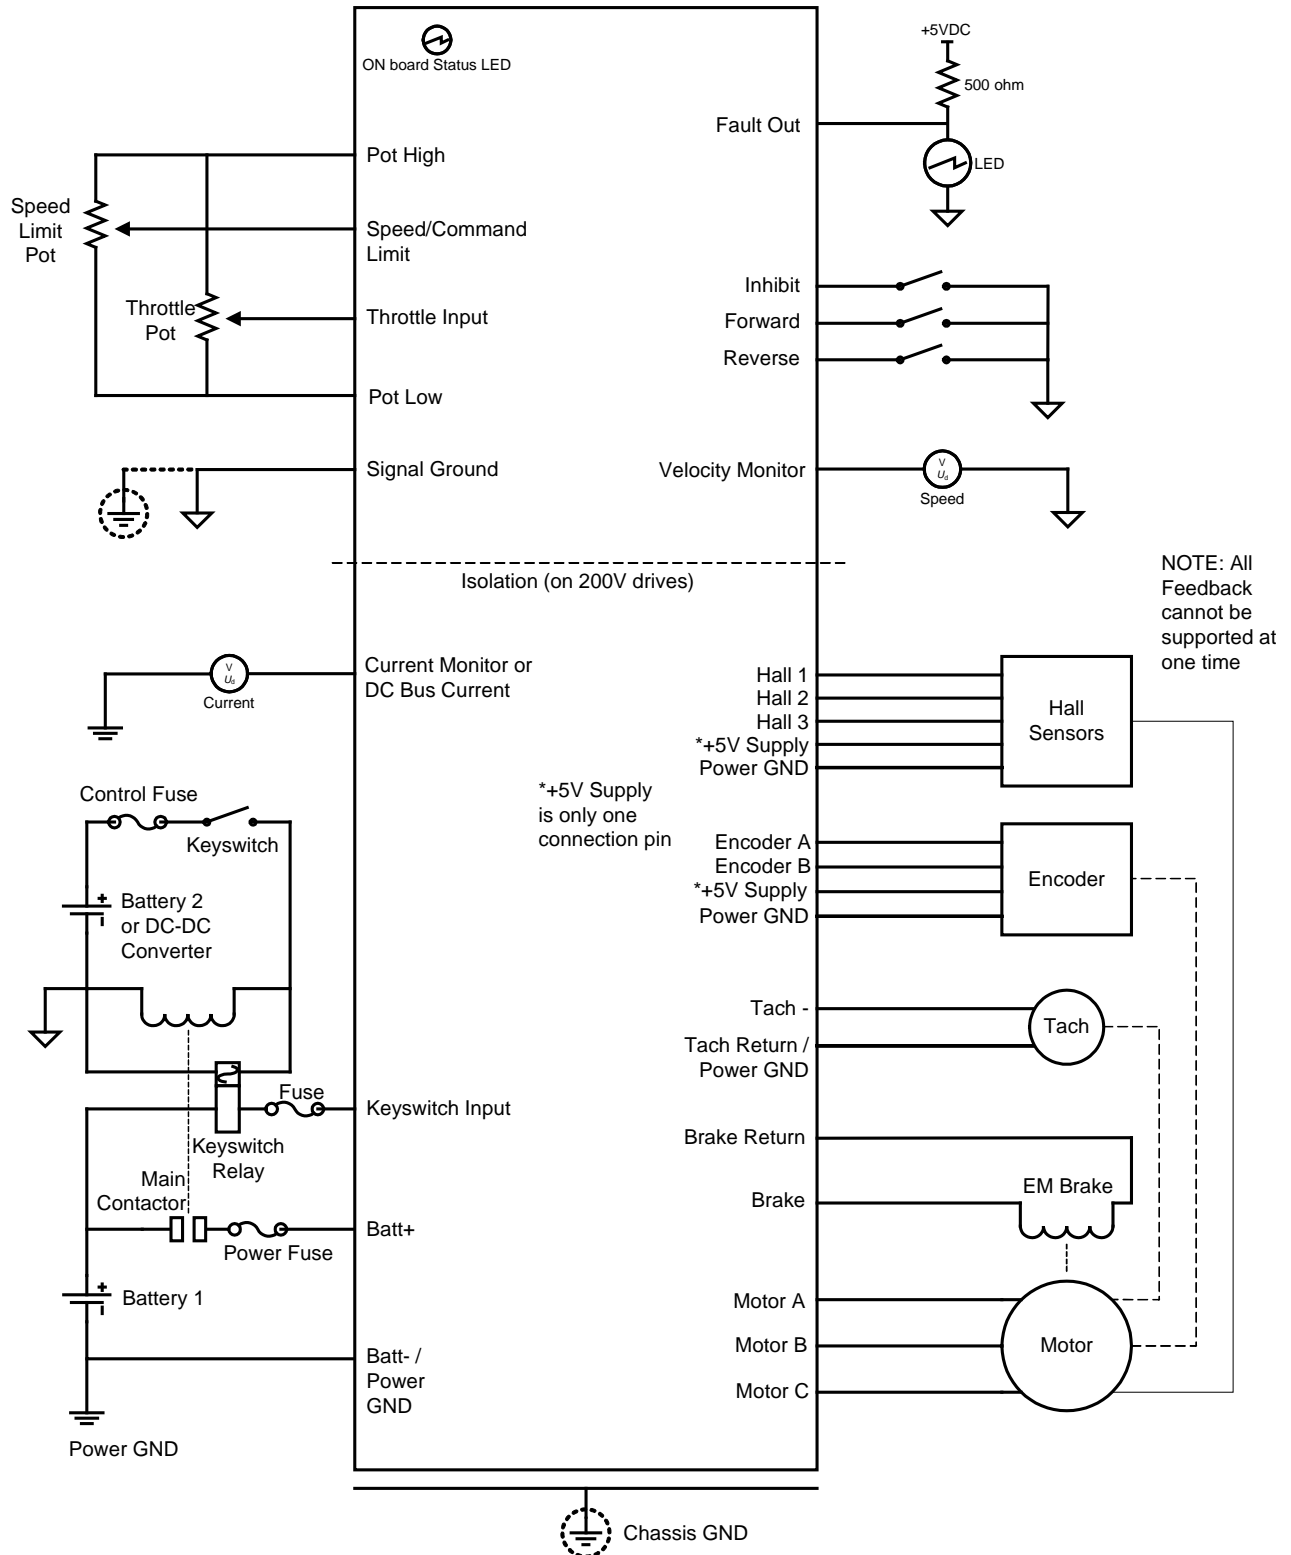 +5VDC
ON board Status LED
500 ohm
Fault Out
LED
Pot High
Speed
Limit
Pot
Speed/Command
Limit
Inhibit
Throttle
Pot
Throttle Input
Forward
Reverse
Pot Low
Signal Ground
Velocity Monitor
V
Ud
Speed
Isolation (on 200V drives)
NOTE: All
Feedback
cannot be
supported at
one time
Current Monitor or
DC Bus Current
V
Ud
Current
Hall 1
Hall 2
Hall 3
*+5V Supply
Power GND
Hall
Sensors
*+5V Supply
is only one
connection pin
Control Fuse
Keyswitch
Encoder A
Encoder B
*+5V Supply
Power GND
Encoder
+
Battery 2
or DC-DC
Converter
Tach -
Tach Return /
Power GND
Tach
Fuse
Keyswitch Input
Keyswitch
Relay
Brake Return
Main
Contactor
EM Brake
Brake
Batt+
Power Fuse
+
Battery 1
Motor A
Motor B
Motor C
Motor
Batt- /
Power
GND
Power GND
Chassis GND